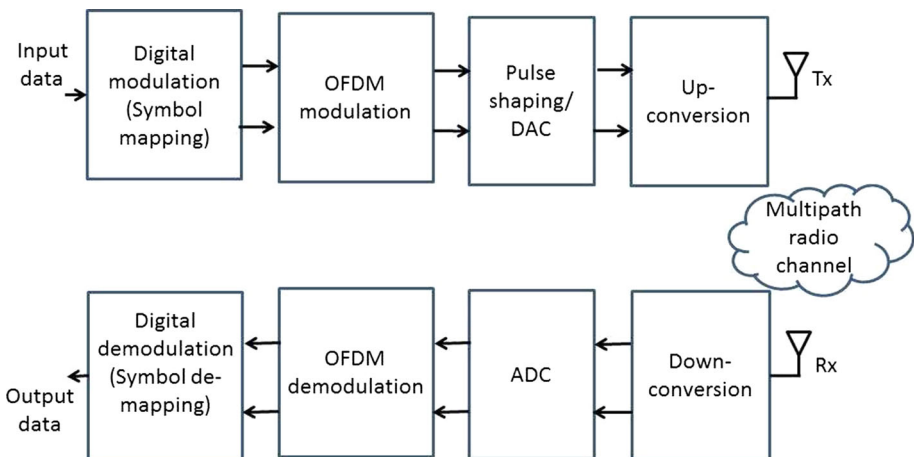 Input
data
Digital
modulation
(Symbol
mapping)
OFDM
modulation
Pulse
shaping/
DAC
Up-
conversion
Tx
Multipath
radio
channel
Output
data
Digital
demodulation
(Symbol de-
mapping)
OFDM
demodulation
ADC
Down-
conversion
Rx